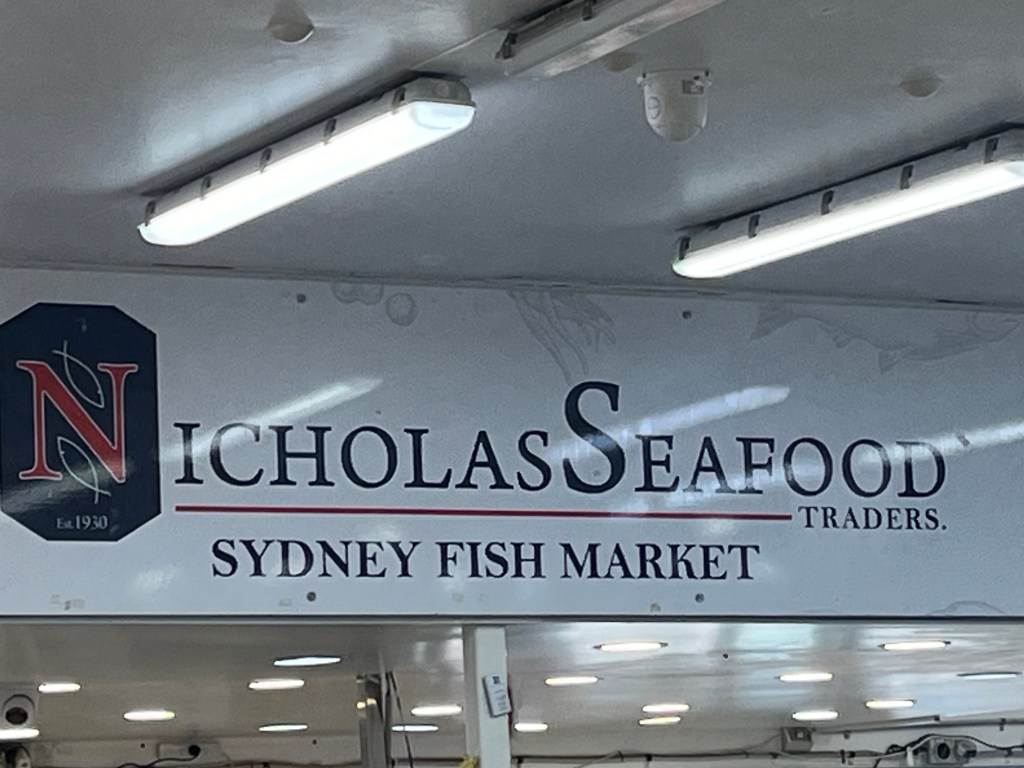 NICHOLAS SEAFOOD
TRADERS.
Est. 1930
SYDNEY FISH MARKET